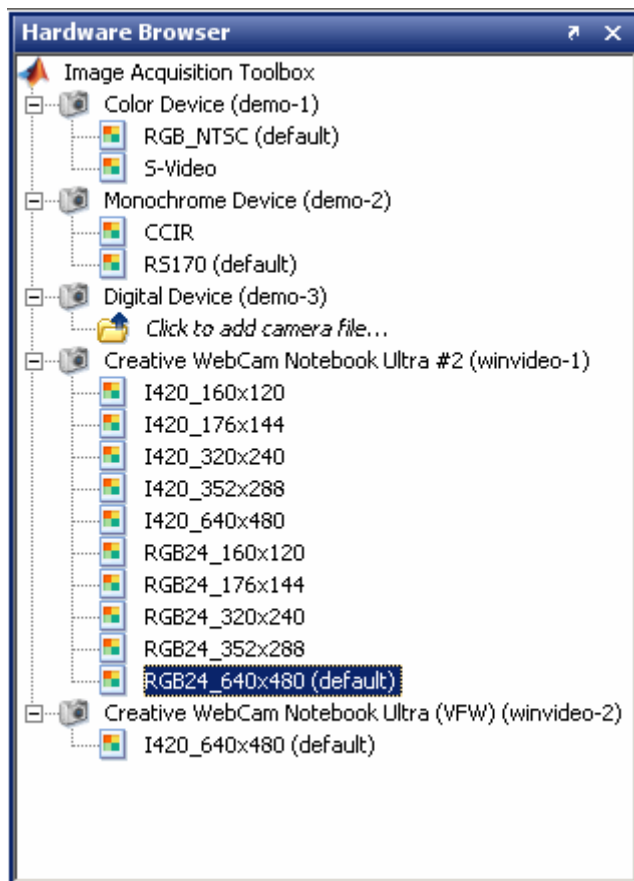 Hardware Browser
Image Acquisition Toolbox
Color Device (demo-1)
RGB_NTSC (default)
S-Video
Monochrome Device (demo-2)
CCIR
RS170 (default)
Digital Device (demo-3)
Click to add camera file...
Creative WebCam Notebook Ultra #2 (winvideo-1)
I420_160x120
I420_176x144
I420_320x240
I420_352x288
I420_640x480
RGB24_160x120
RGB24_176x144
RGB24_320x240
RGB24_352x288
RGB24_640x480 (default)
Creative WebCam Notebook Ultra (VFW) (winvideo-2)
I420_640x480 (default)